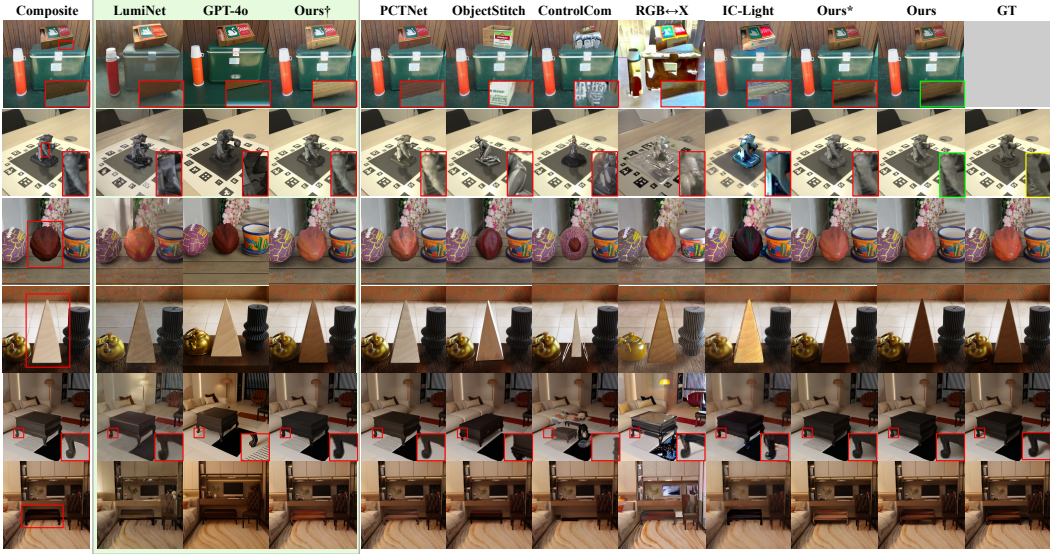 Composite LumiNet GPT-4o Ours† PCTNet ObjectStitch ControlCom RGB↔X IC-Light Ours* Ours GT